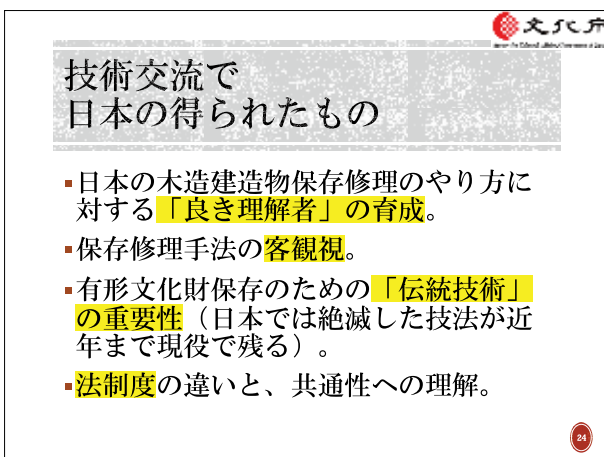 文化庁
技術交流で
日本の得られたもの
▪日本の木造建造物保存修理のやり方に
対する「良き理解者」の育成。
▪保存修理手法の客観視。
▪有形文化財保存のための「伝統技術」
の重要性（日本では絶滅した技法が近
年まで現役で残る）。
▪法制度の違いと、共通性への理解。
24